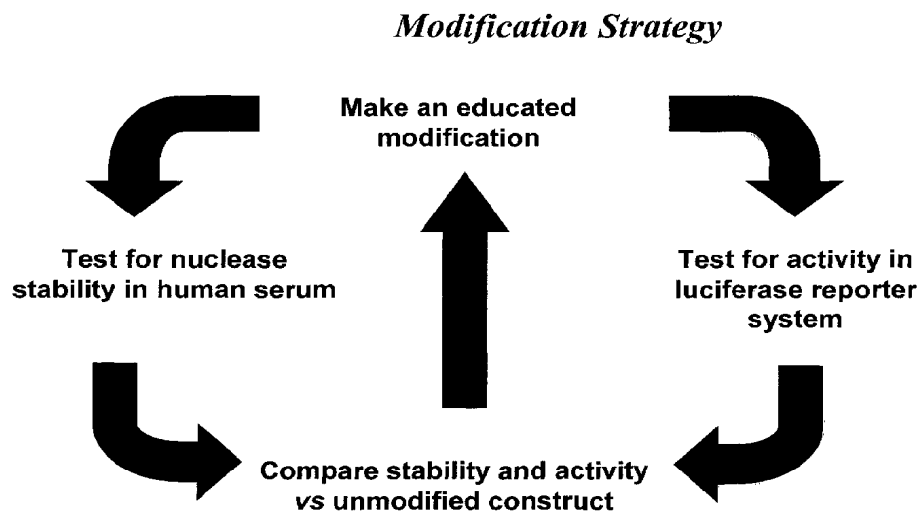 Modification Strategy
Make an educated
modification
Test for nuclease
stability in human serum
Test for activity in
luciferase reporter
system
Compare stability and activity
vs unmodified construct